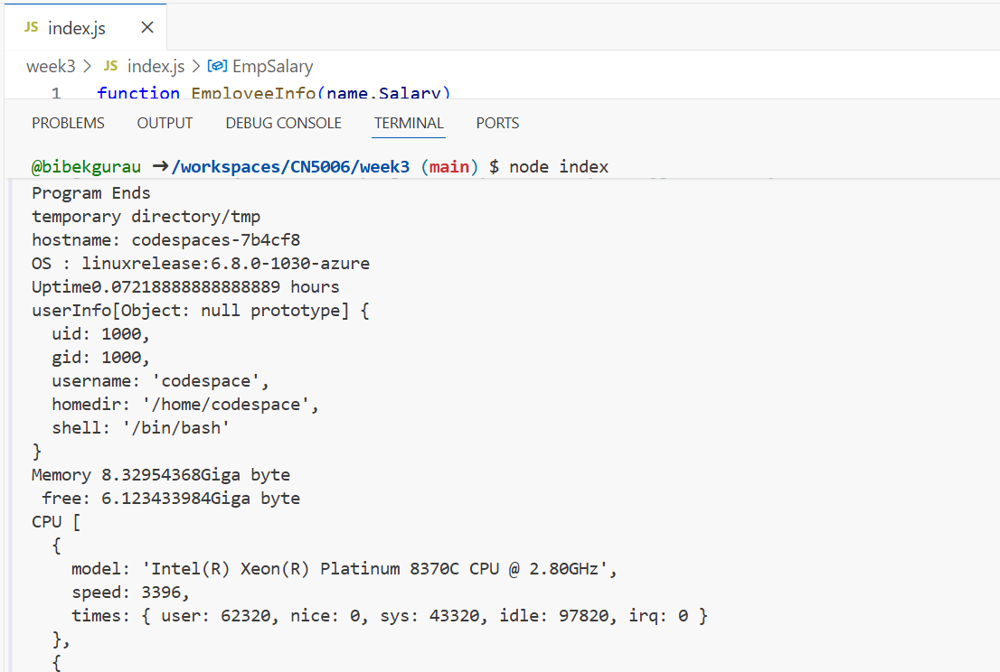 JS index.js ×
week3 > JS index.js > EmpSalary
1 function EmployeeInfo(name,Salary)
PROBLEMS OUTPUT DEBUG CONSOLE TERMINAL PORTS
@bibekgurau →/workspaces/CN5006/week3 (main) $ node index
Program Ends
temporary directory/tmp
hostname: codespaces-7b4cf8
OS : linuxrelease:6.8.0-1030-azure
Uptime0.07218888888888889 hours
userInfo[Object: null prototype] {
  uid: 1000,
  gid: 1000,
  username: 'codespace',
  homedir: '/home/codespace',
  shell: '/bin/bash'
}
Memory 8.32954368Giga byte
 free: 6.123433984Giga byte
CPU [
  {
    model: 'Intel(R) Xeon(R) Platinum 8370C CPU @ 2.80GHz',
    speed: 3396,
    times: { user: 62320, nice: 0, sys: 43320, idle: 97820, irq: 0 }
  },
  {